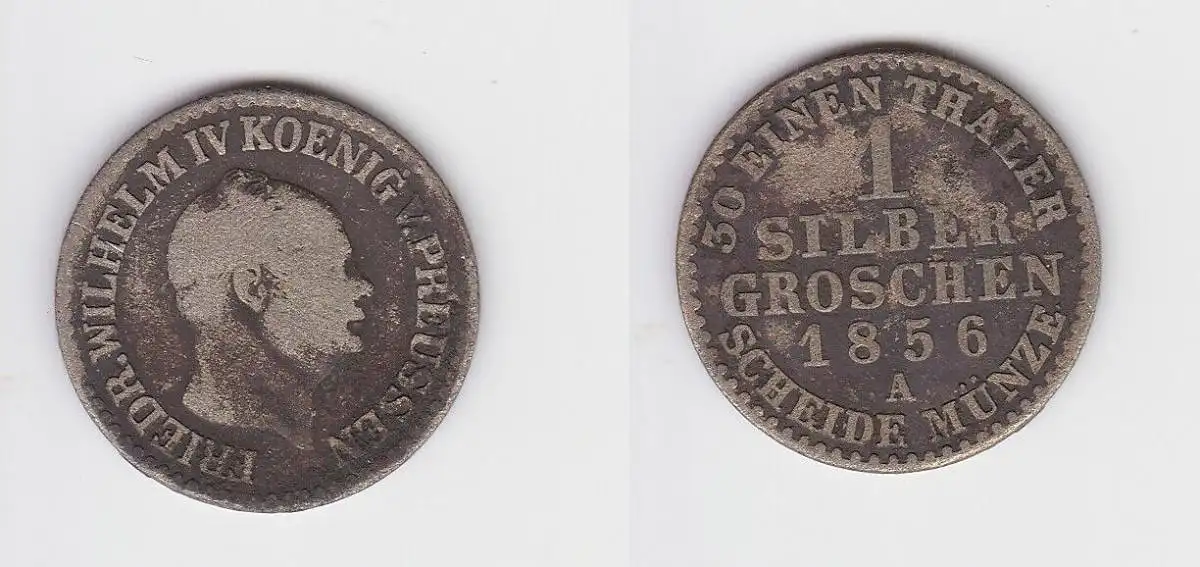 FRIEDR. WILHELM IV KOENIG V. PREUSSEN
30 EINEN THALER
1
SILBER
GROSCHEN
1856
A
SCHEIDE MÜNZE